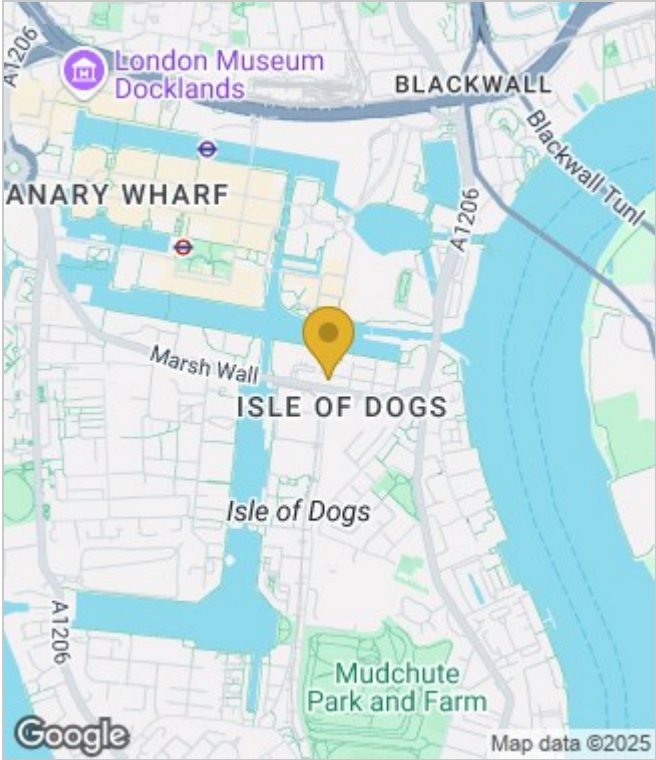 A1206
London Museum
Docklands
BLACKWALL
Blackwall Tunl
ANARY WHARF
A1206
Marsh Wall
ISLE OF DOGS
Isle of Dogs
A1206
Mudchute
Park and Farm
Google
Map data ©2025